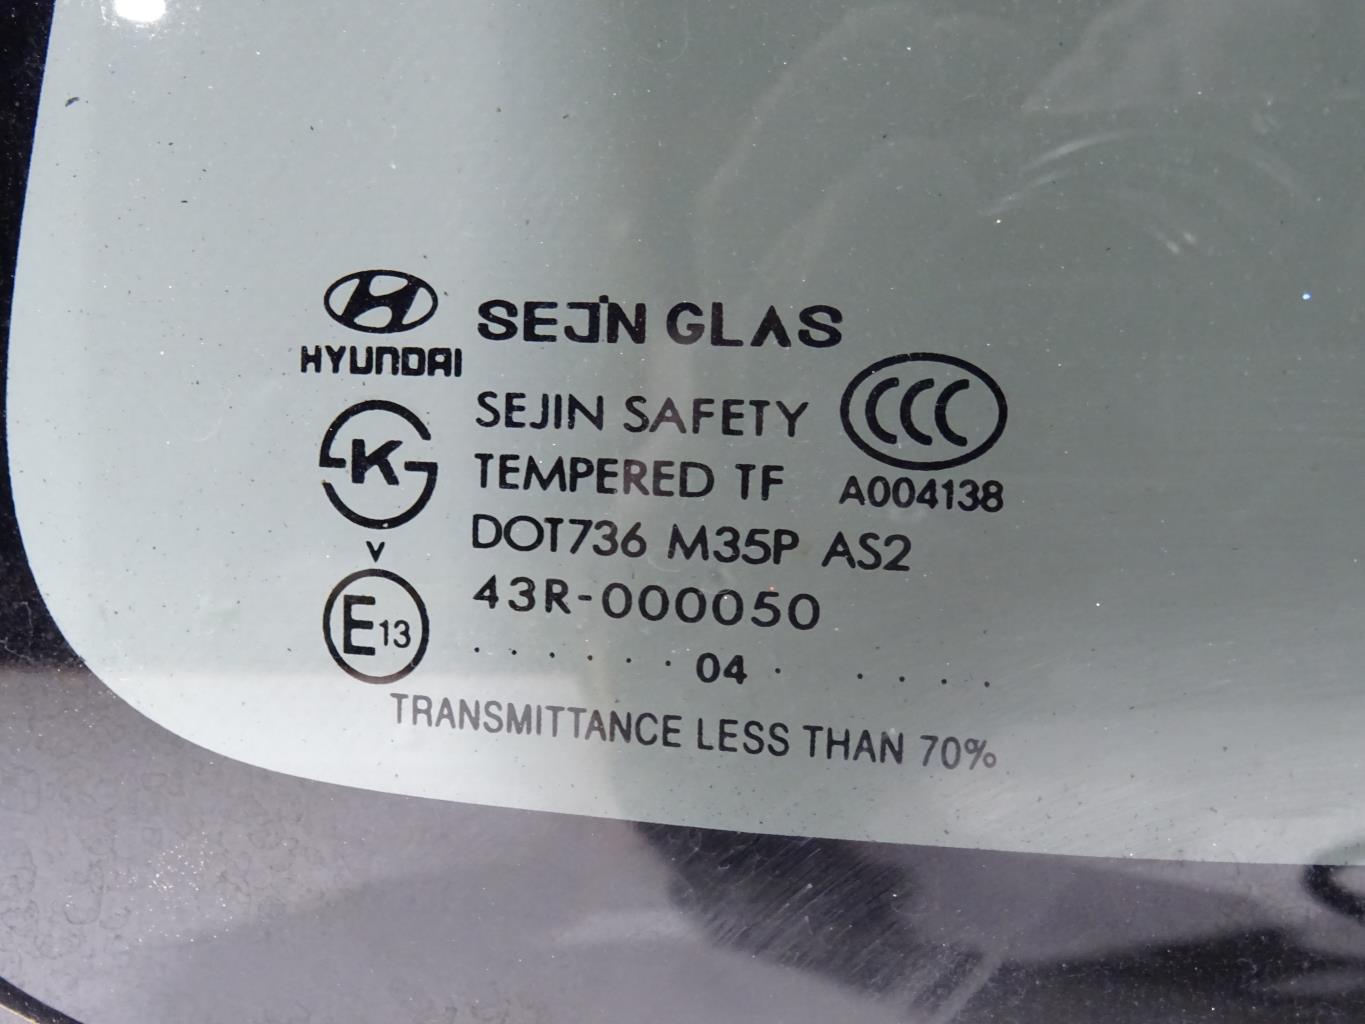 HYUNDAI
SEJIN GLAS
CCC
SEJIN SAFETY
K
TEMPERED TF
A004138
DOT736 M35P AS2
V
E13
43R-000050
. . . . . . . 04 . . . . .
TRANSMITTANCE LESS THAN 70%